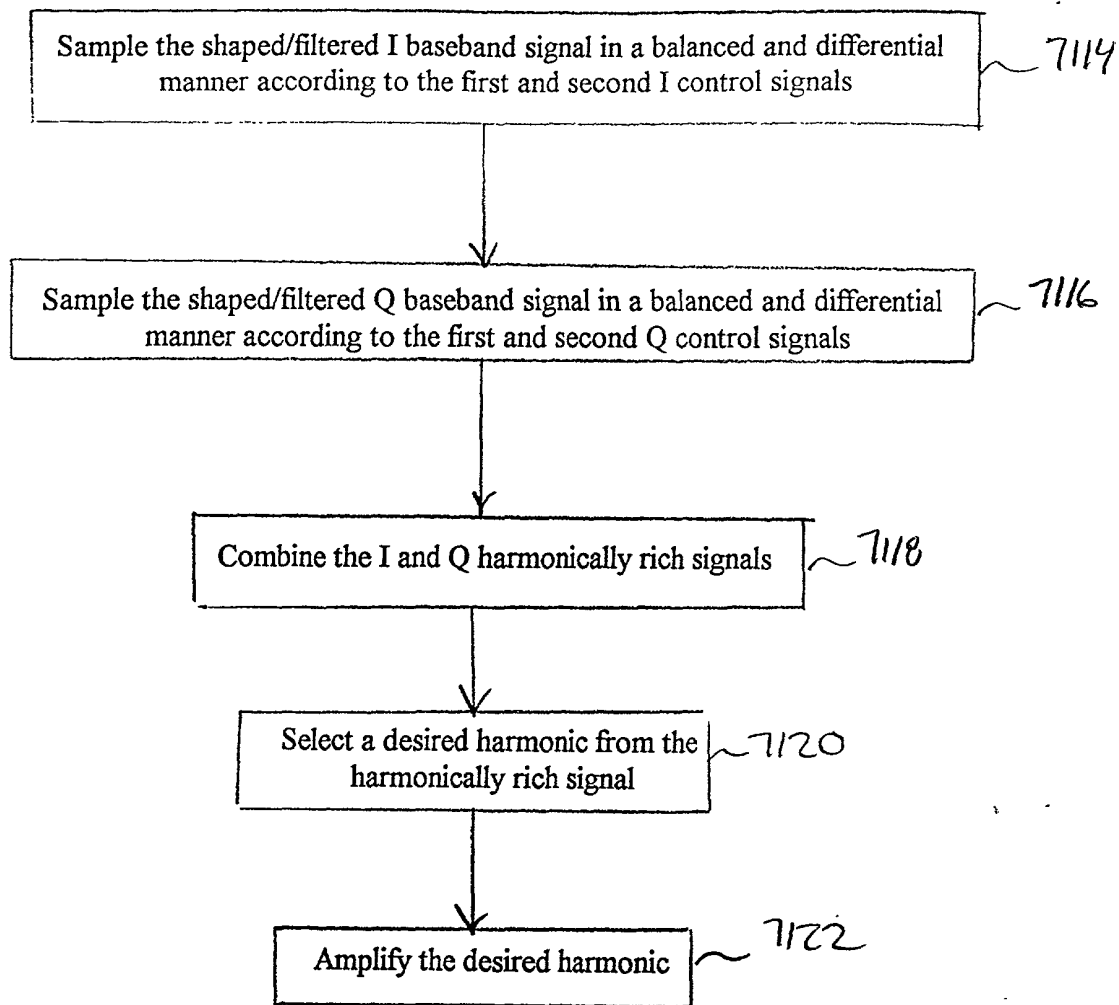 Sample the shaped/filtered I baseband signal in a balanced and differential
manner according to the first and second I control signals
7114
Sample the shaped/filtered Q baseband signal in a balanced and differential
manner according to the first and second Q control signals
7116
Combine the I and Q harmonically rich signals
7118
Select a desired harmonic from the
harmonically rich signal
7120
Amplify the desired harmonic
7122